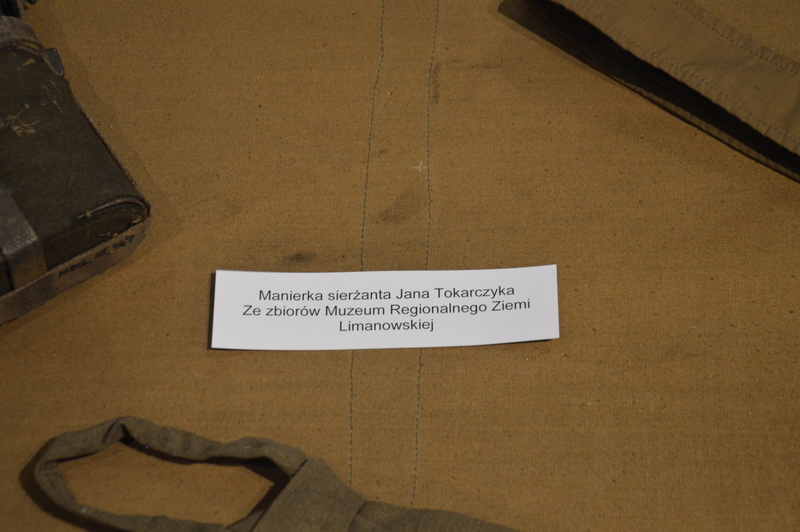 Manierka sierżanta Jana Tokarczyka
Ze zbiorów Muzeum Regionalnego Ziemi
Limanowskiej